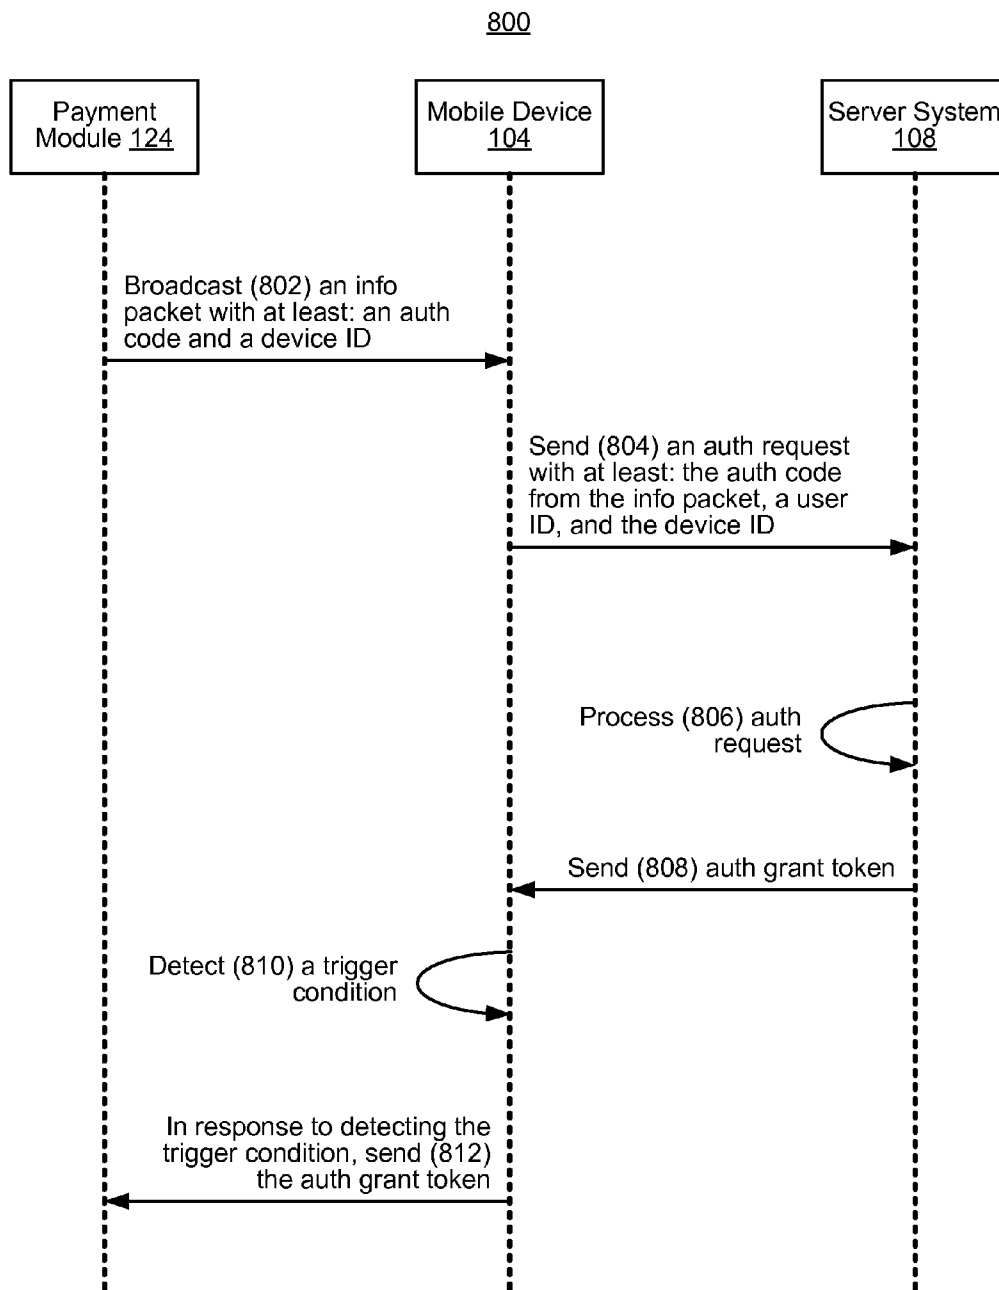 800
Payment
Module 124
Mobile Device
104
Server System
108
Broadcast (802) an info
packet with at least: an auth
code and a device ID
Send (804) an auth request
with at least: the auth code
from the info packet, a user
ID, and the device ID
Process (806) auth
request
Send (808) auth grant token
Detect (810) a trigger
condition
In response to detecting the
trigger condition, send (812)
the auth grant token